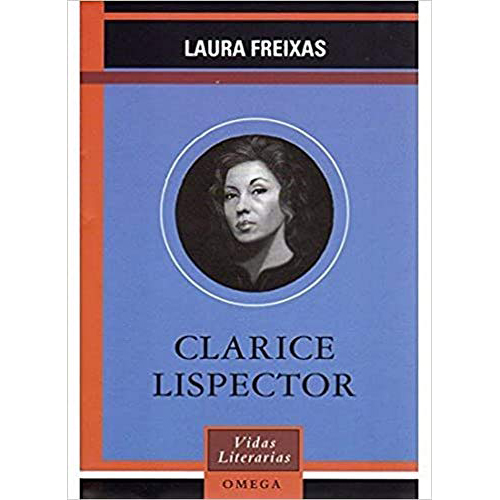 LAURA FREIXAS
CLARICE
LISPECTOR
Vidas
Literarias
OMEGA